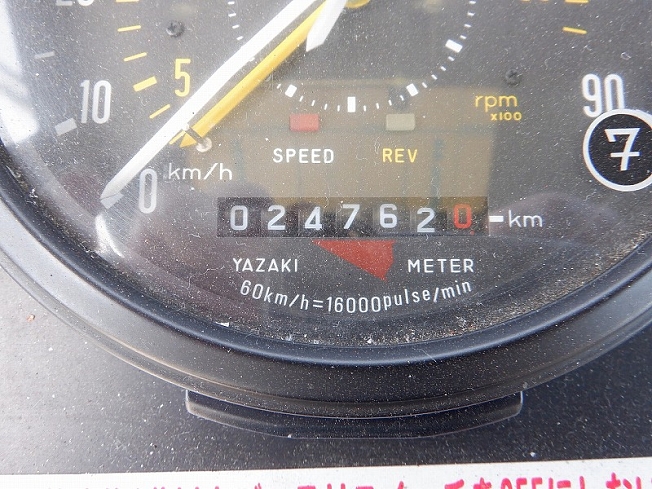 10
5
90
rpm
x100
7
SPEED REV
km/h
0
0247620 km
YAZAKI METER
60km/h=16000pulse/min